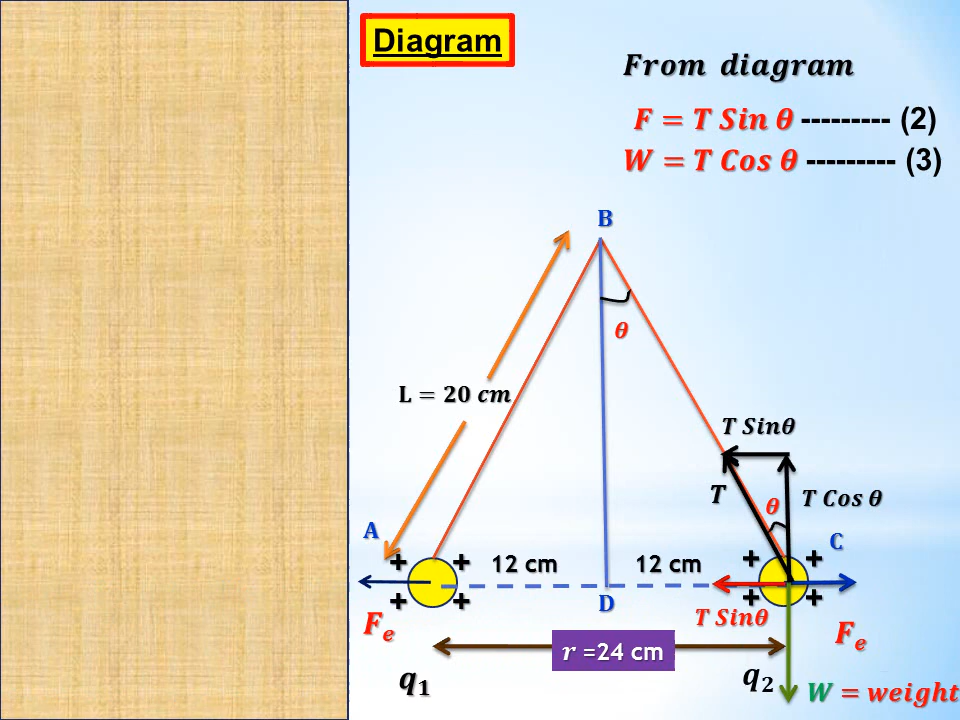 Diagram
From diagram
F = T Sin θ --------- (2)
W = T Cos θ --------- (3)
B
θ
L = 20 cm
T Sinθ
T
θ
T Cos θ
A
C
+ +
12 cm
12 cm
+ +
+ +
D
+ +
T Sinθ
Fₑ
Fₑ
r =24 cm
q₁
q₂
W = weight